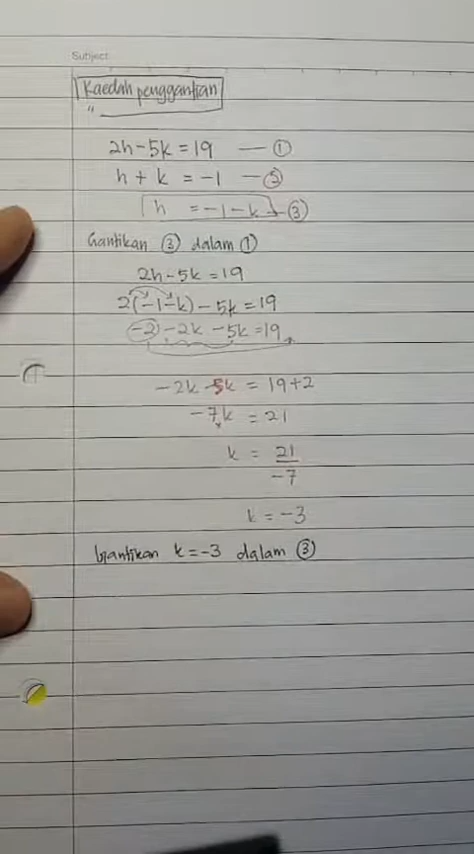 Subject
Kaedah penggantian
2h - 5k = 19 — ①
h + k = -1 — ②
h = -1 - k — ③
Gantikan ③ dalam ①
2h - 5k = 19
2(-1 - k) - 5k = 19
-2 - 2k - 5k = 19
-2k - 5k = 19 + 2
-7k = 21
k = 21
-7
k = -3
Gantikan k = -3 dalam ③